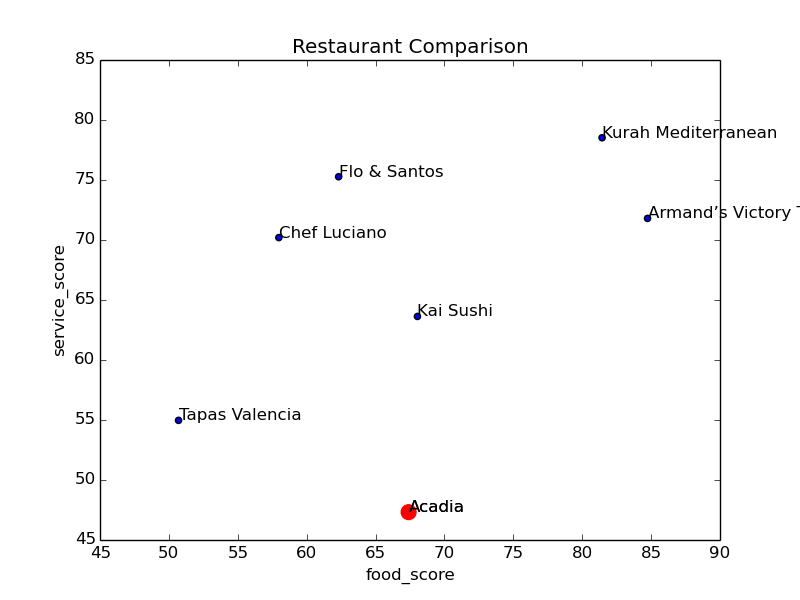 Restaurant Comparison
85
80
75
70
65
60
55
50
45
service_score
Kurah Mediterranean
Flo & Santos
Armand’s Victory T
Chef Luciano
Kai Sushi
Tapas Valencia
Acadia
45 50 55 60 65 70 75 80 85 90
food_score